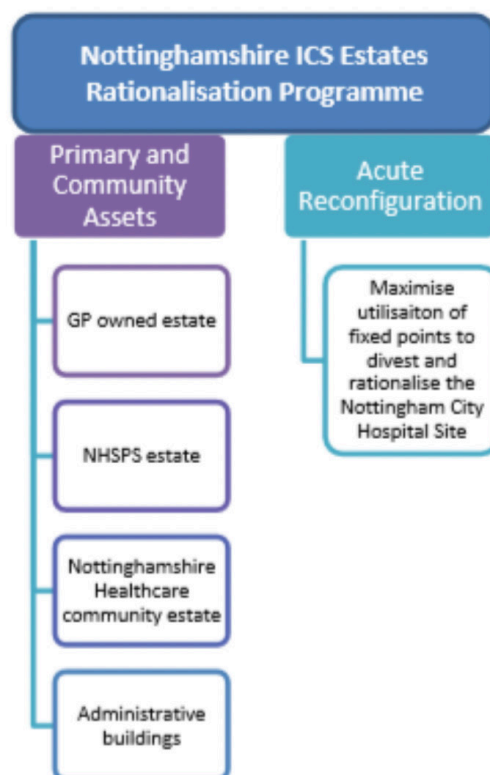 Nottinghamshire ICS Estates
Rationalisation Programme
Primary and
Community
Assets
GP owned estate
NHSPS estate
Nottinghamshire
Healthcare
community estate
Administrative
buildings
Acute
Reconfiguration
Maximise
utilisaiton of
fixed points to
divest and
rationalise the
Nottingham City
Hospital Site